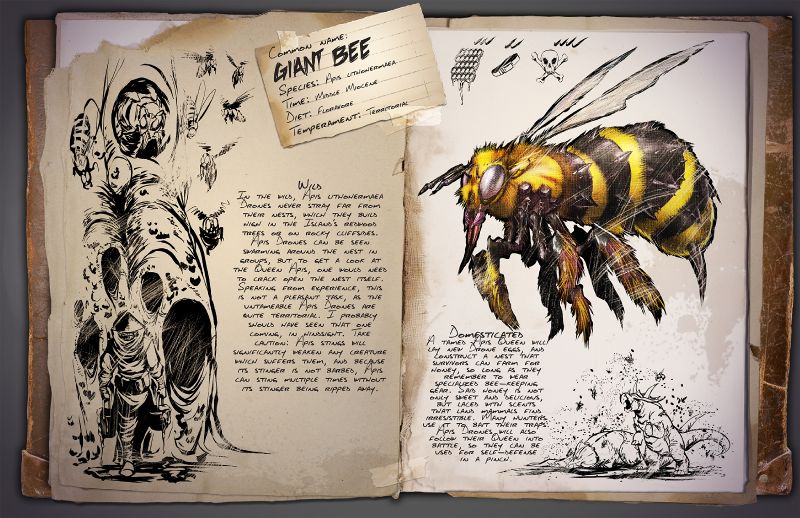 Common name:
GIANT BEE
Species: Apis lithohermaea
Time: Middle Miocene
Diet: Floravore
Temperament: Territorial
Wild
In the wild, Apis lithohermaea
Drones never stray far from
their nests, which they build
high in the Island's redwood
trees or on rocky cliffsides.
Apis Drones can be seen
swarming around the nest in
groups, but to get a look at
the Queen Apis, one would need
to crack open the nest itself.
Speaking from experience, this
is not a pleasant task, as the
untameable Apis Drones are
quite territorial. I probably
should have seen that one
coming, in hindsight. Take
caution: Apis stings will
significantly weaken any creature
which suffers them, and because
its stinger is not barbed, Apis
can sting multiple times without
its stinger being ripped away.
Domesticated
A tamed Apis Queen will
lay new Drone eggs, and
construct a nest that
survivors can farm for
honey, so long as they
remember to wear
specialized bee-keeping
gear. Said honey is not
only sweet and delicious,
but laced with scents
that land mammals find
irresistible. Many hunters
use it to bait their traps.
Apis Drones will also
follow their Queen into
battle, so they can be
used for self-defense
in a pinch.